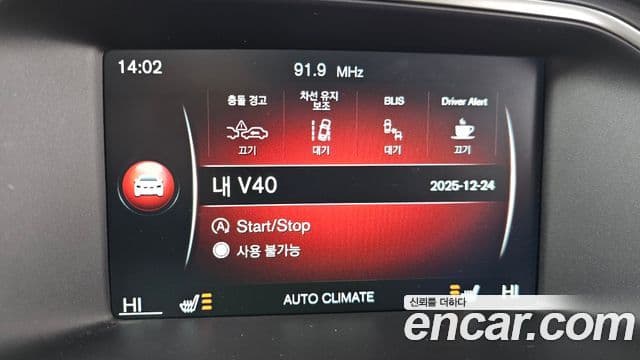 14:02
91.9 MHz
충돌 경고
차선 유지
보조
BLIS
Driver Alert
끄기
대기
대기
끄기
내 V40
2025-12-24
A Start/Stop
사용 불가능
HI
AUTO CLIMATE
HI
신뢰를 더하다
encar.com